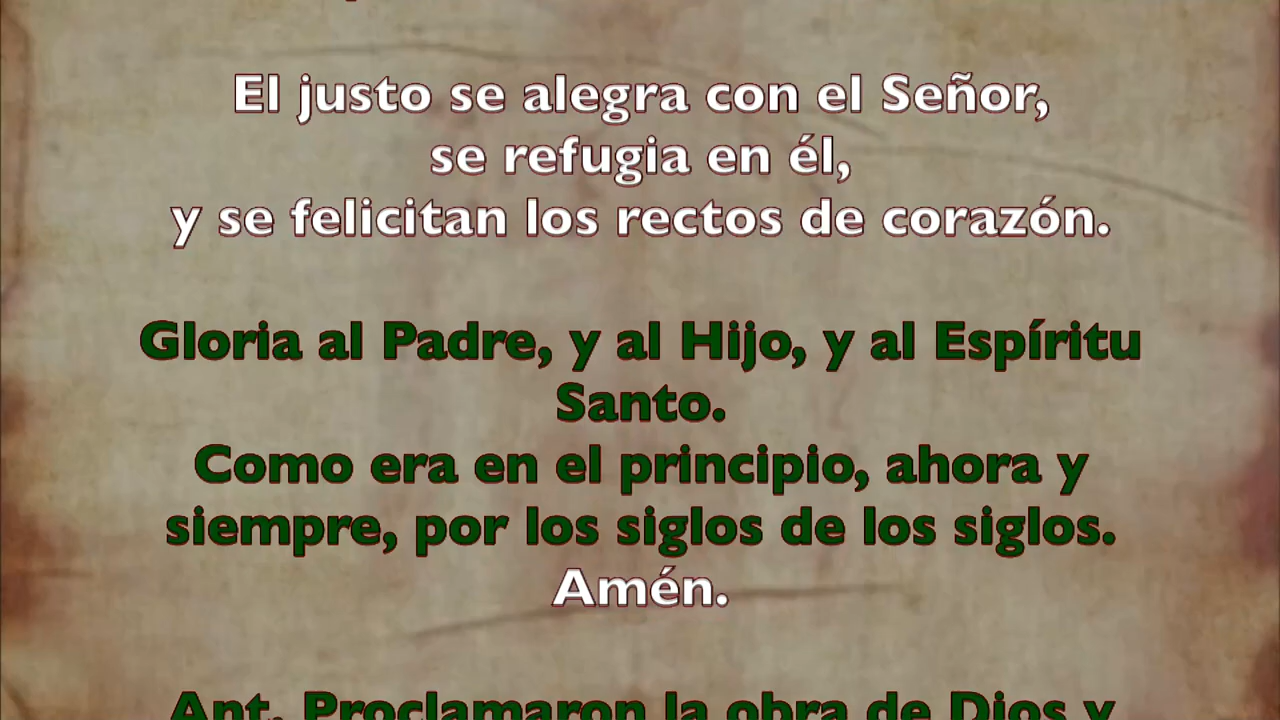 El justo se alegra con el Señor,
se refugia en él,
y se felicitan los rectos de corazón.
Gloria al Padre, y al Hijo, y al Espíritu
Santo.
Como era en el principio, ahora y
siempre, por los siglos de los siglos.
Amén.
Ant. Proclamaron la obra de Dios y